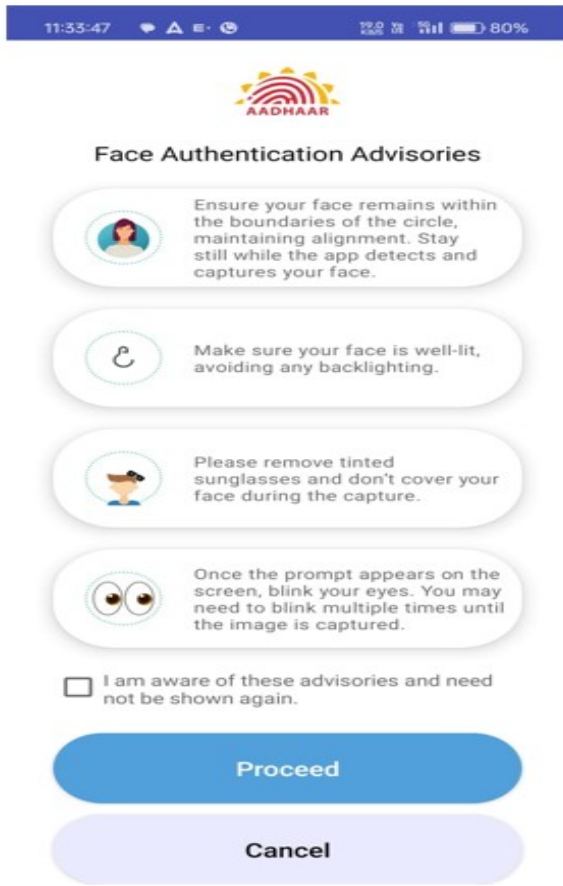 11:33:47
80%
AADHAAR
Face Authentication Advisories
Ensure your face remains within
the boundaries of the circle,
maintaining alignment. Stay
still while the app detects and
captures your face.
Make sure your face is well-lit,
avoiding any backlighting.
Please remove tinted
sunglasses and don't cover your
face during the capture.
Once the prompt appears on the
screen, blink your eyes. You may
need to blink multiple times until
the image is captured.
I am aware of these advisories and need
not be shown again.
Proceed
Cancel